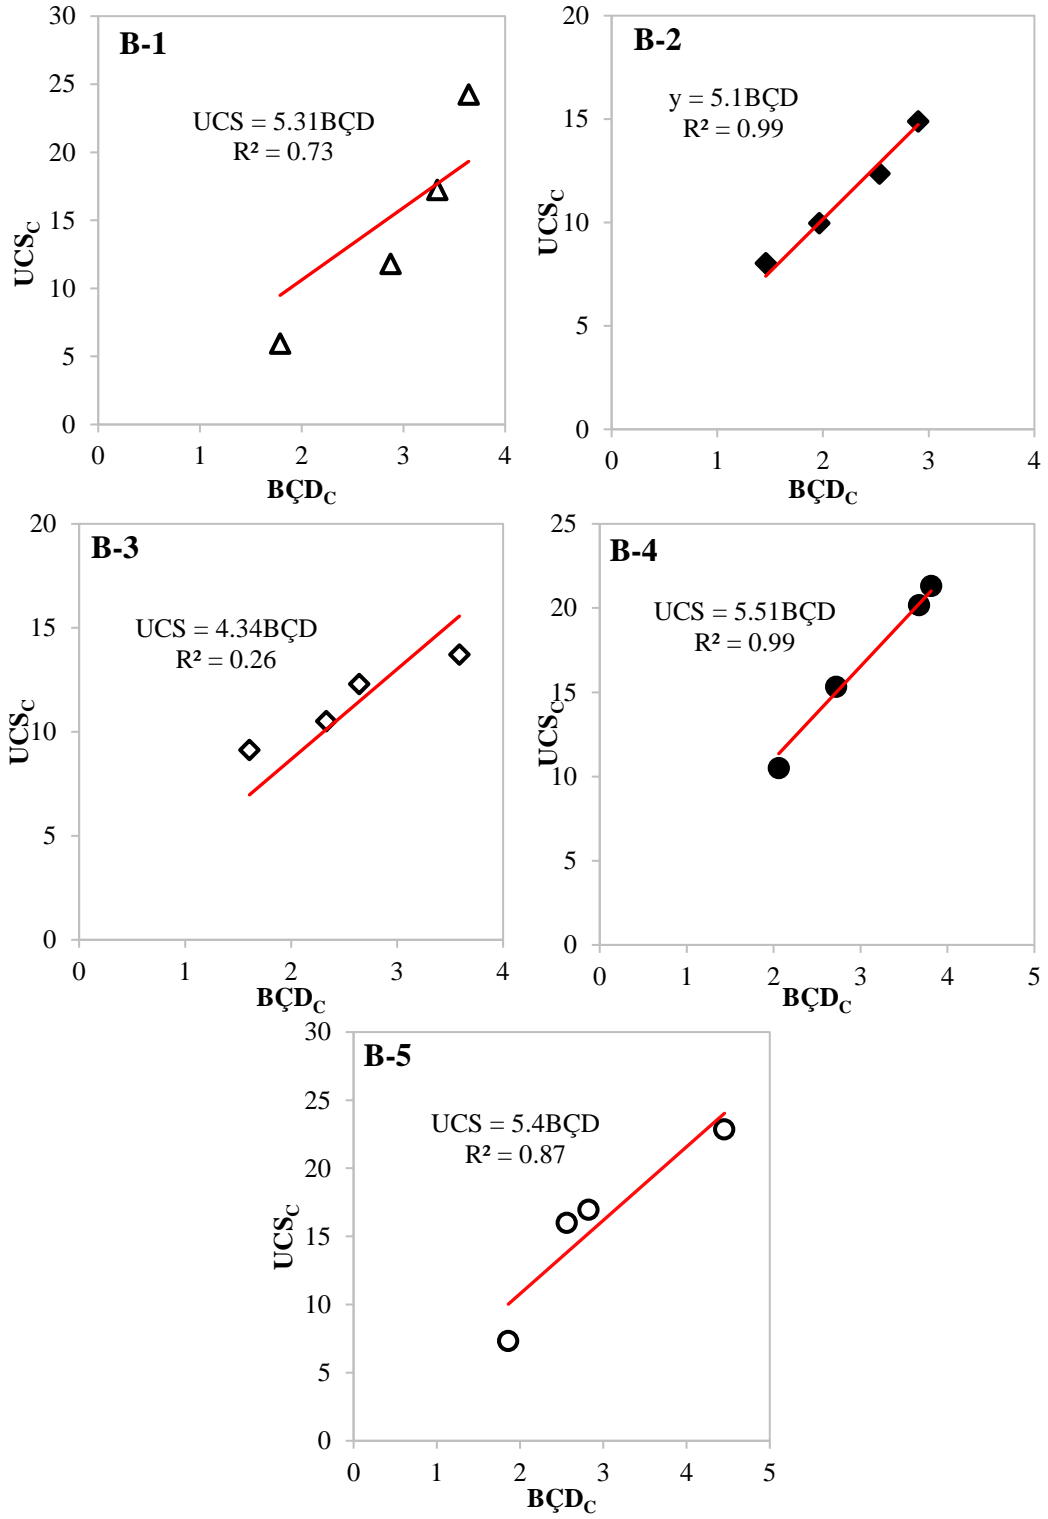 B-1
UCS = 5.31BÇD
R² = 0.73
30
25
20
15
10
5
0
0 1 2 3 4
UCSC
BÇDC
B-2
y = 5.1BÇD
R² = 0.99
20
15
10
5
0
0 1 2 3 4
UCSC
BÇDC
B-3
UCS = 4.34BÇD
R² = 0.26
20
15
10
5
0
0 1 2 3 4
UCSC
BÇDC
B-4
UCS = 5.51BÇD
R² = 0.99
25
20
15
10
5
0
0 1 2 3 4 5
UCSC
BÇDC
B-5
UCS = 5.4BÇD
R² = 0.87
30
25
20
15
10
5
0
0 1 2 3 4 5
UCSC
BÇDC